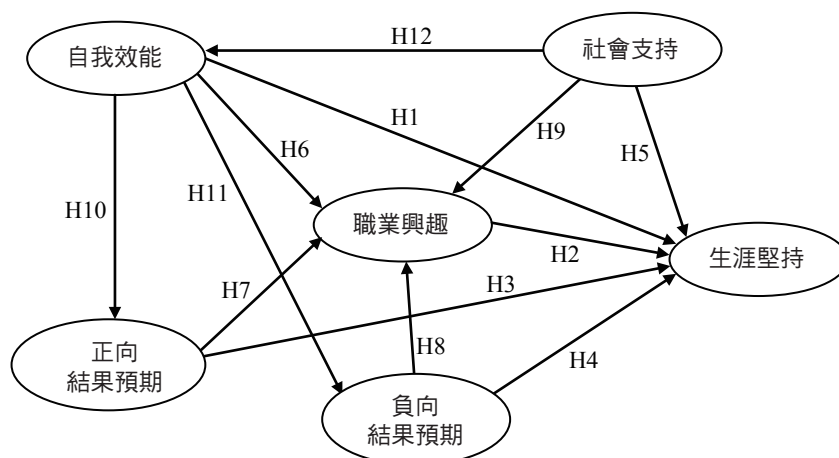 自我效能
H12
社會支持
H1
H9
H5
H6
H10
H11
職業興趣
H2
生涯堅持
H7
H3
H8
H4
正向
結果預期
負向
結果預期